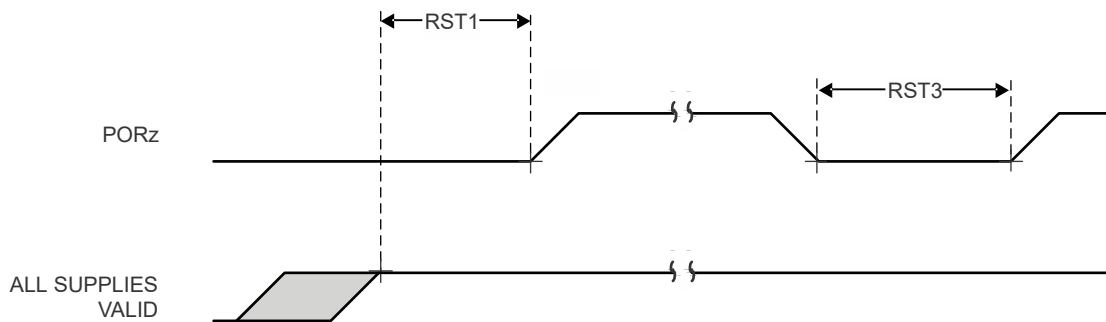 RST1
RST3
PORz
ALL SUPPLIES
VALID